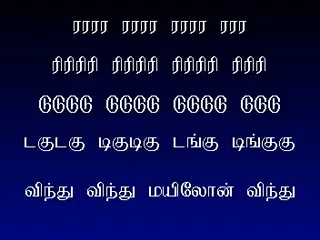 ரரரர ரரரர ரரரர ரரர
ரிரிரிரி ரிரிரிரி ரிரிரிரி ரிரிரி
டுடுடுடு டுடுடுடு டுடுடுடு டுடுடு
டகுடகு டிகுடிகு டங்கு டிங்குகு
விந்து விந்து மயிலோன் விந்து